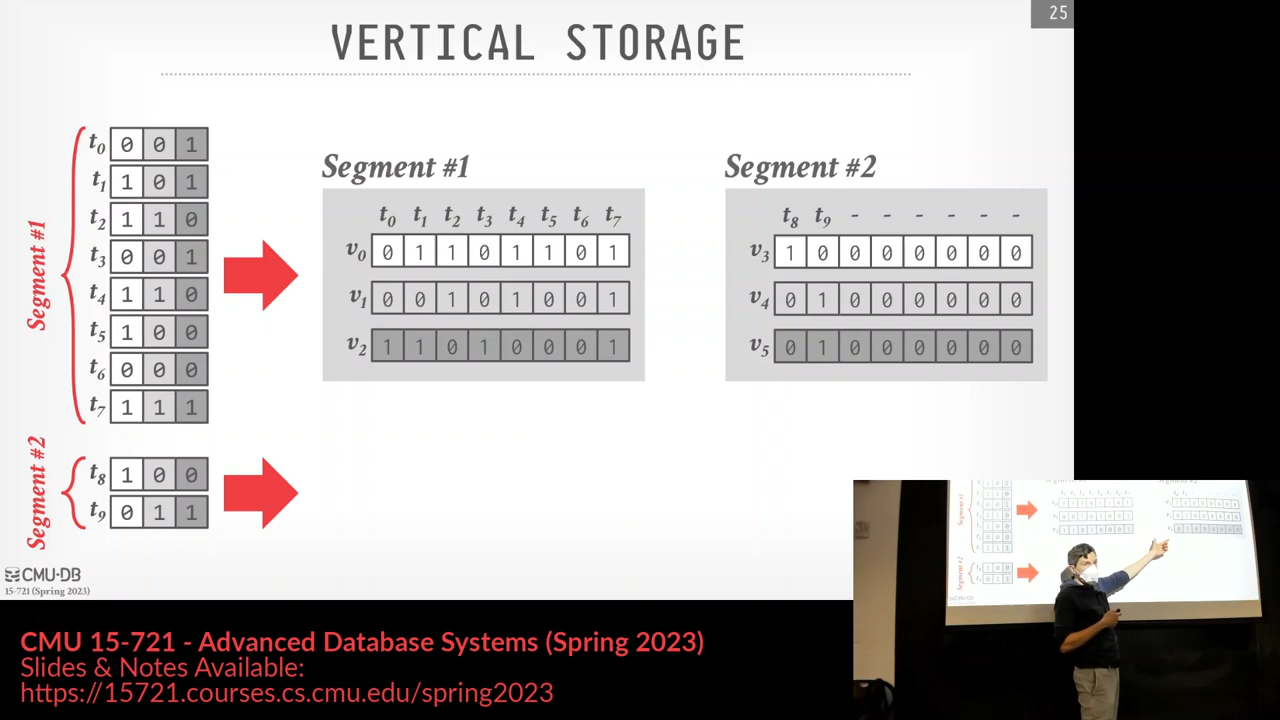 25
VERTICAL STORAGE
Segment #1
t0 0 0 1
t1 1 0 1
t2 1 1 0
t3 0 0 1
t4 1 1 0
t5 1 0 0
t6 0 0 0
t7 1 1 1
Segment #2
t8 1 0 0
t9 0 1 1
Segment #1
t0 t1 t2 t3 t4 t5 t6 t7
v0 0 1 1 0 1 1 0 1
v1 0 0 1 0 1 0 0 1
v2 1 1 0 1 0 0 0 1
Segment #2
t8 t9 - - - - - -
v3 1 0 0 0 0 0 0 0
v4 0 1 0 0 0 0 0 0
v5 0 1 0 0 0 0 0 0
CMU·DB
15-721 (Spring 2023)
CMU 15-721 - Advanced Database Systems (Spring 2023)
Slides & Notes Available:
https://15721.courses.cs.cmu.edu/spring2023